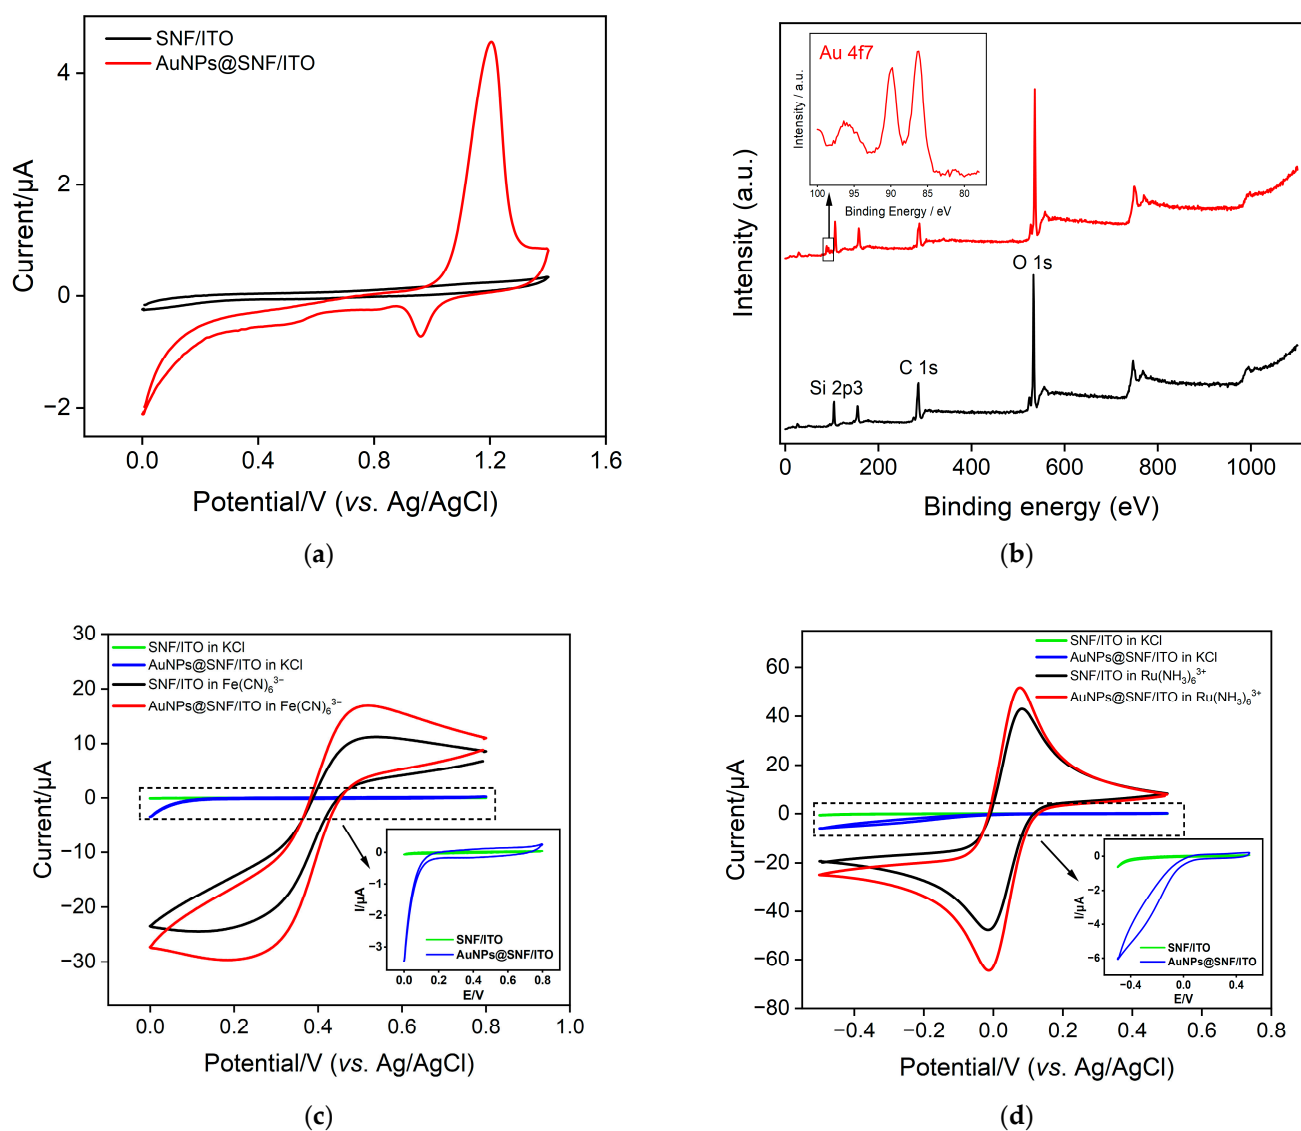 SNF/ITO
AuNPs@SNF/ITO
4
2
0
−2
Current/μA
0.0 0.4 0.8 1.2 1.6
Potential/V (vs. Ag/AgCl)
(a)
Au 4f7
Intensity / a.u.
100 95 90 85 80
Binding Energy / eV
O 1s
C 1s
Si 2p3
Intensity (a.u.)
0 200 400 600 800 1000
Binding energy (eV)
(b)
30
20
10
0
−10
−20
−30
Current/μA
SNF/ITO in KCl
AuNPs@SNF/ITO in KCl
SNF/ITO in Fe(CN)₆³⁻
AuNPs@SNF/ITO in Fe(CN)₆³⁻
0
−1
−2
−3
I/μA
SNF/ITO
AuNPs@SNF/ITO
0.0 0.2 0.4 0.6 0.8
E/V
0.0 0.2 0.4 0.6 0.8 1.0
Potential/V (vs. Ag/AgCl)
(c)
60
40
20
0
−20
−40
−60
−80
Current/μA
SNF/ITO in KCl
AuNPs@SNF/ITO in KCl
SNF/ITO in Ru(NH₃)₆³⁺
AuNPs@SNF/ITO in Ru(NH₃)₆³⁺
0
−2
−4
−6
I/μA
SNF/ITO
AuNPs@SNF/ITO
−0.4 0.0 0.4
E/V
−0.4 −0.2 0.0 0.2 0.4 0.6 0.8
Potential/V (vs. Ag/AgCl)
(d)